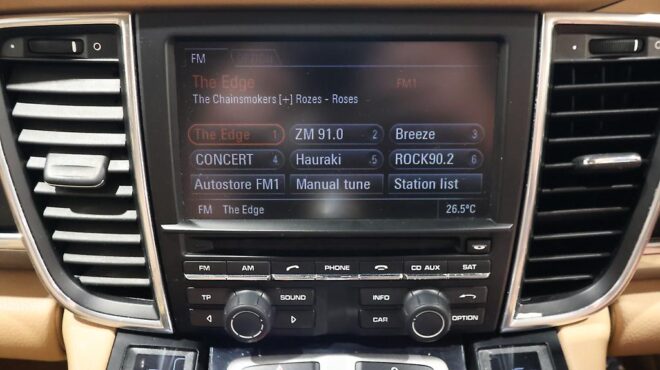 FM OPTION
The Edge FM1
The Chainsmokers [+] Rozes - Roses
The Edge 1 ZM 91.0 2 Breeze 3
CONCERT 4 Hauraki 5 ROCK90.2 6
Autostore FM1 Manual tune Station list
FM The Edge 26.5°C
FM AM PHONE CD AUX SAT
TP SOUND INFO
CAR OPTION